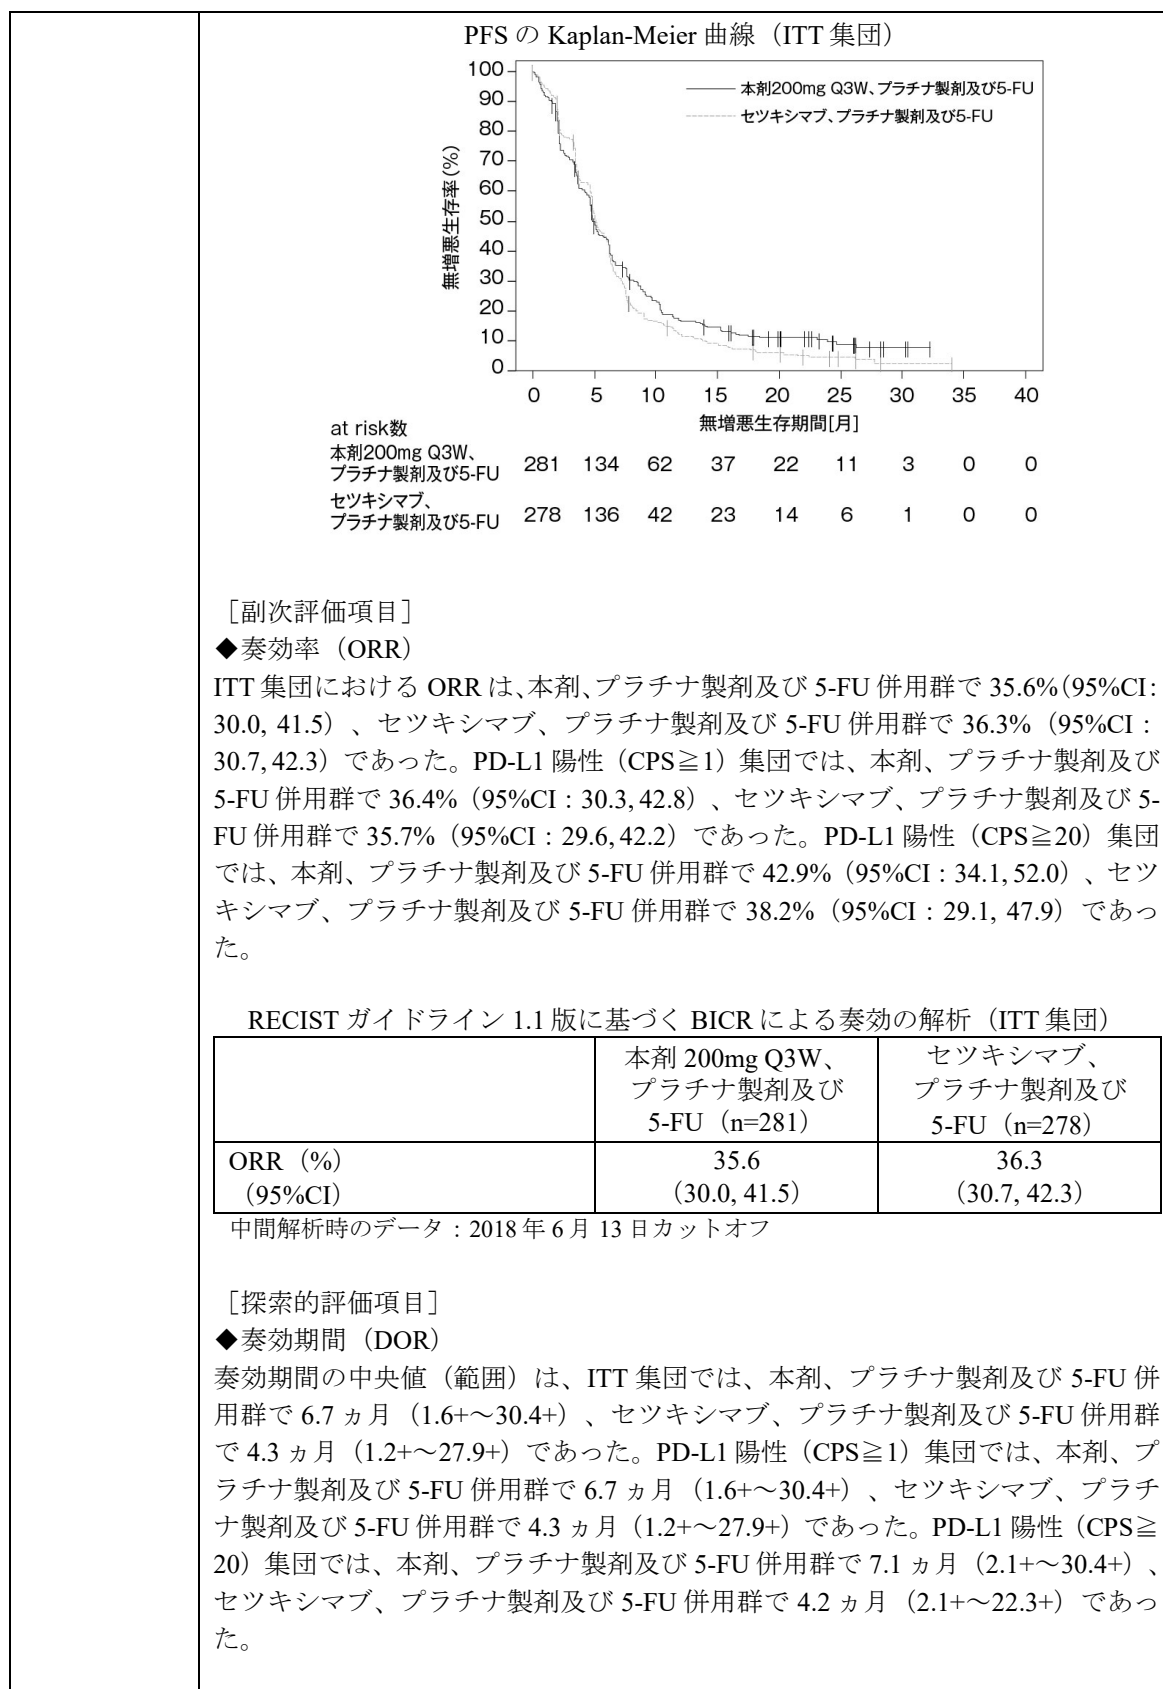 PFS の Kaplan-Meier 曲線（ITT 集団）
100
90
80
70
60
50
40
30
20
10
0
無増悪生存率(%)
本剤200mg Q3W、プラチナ製剤及び5-FU
セツキシマブ、プラチナ製剤及び5-FU
0 5 10 15 20 25 30 35 40
無増悪生存期間[月]
at risk数
本剤200mg Q3W、
プラチナ製剤及び5-FU 281 134 62 37 22 11 3 0 0
セツキシマブ、
プラチナ製剤及び5-FU 278 136 42 23 14 6 1 0 0
［副次評価項目］
◆奏効率（ORR）
ITT 集団における ORR は、本剤、プラチナ製剤及び 5-FU 併用群で 35.6%（95%CI：
30.0, 41.5）、セツキシマブ、プラチナ製剤及び 5-FU 併用群で 36.3%（95%CI：
30.7, 42.3）であった。PD-L1 陽性（CPS≧1）集団では、本剤、プラチナ製剤及び
5-FU 併用群で 36.4%（95%CI：30.3, 42.8）、セツキシマブ、プラチナ製剤及び 5-
FU 併用群で 35.7%（95%CI：29.6, 42.2）であった。PD-L1 陽性（CPS≧20）集団
では、本剤、プラチナ製剤及び 5-FU 併用群で 42.9%（95%CI：34.1, 52.0）、セツ
キシマブ、プラチナ製剤及び 5-FU 併用群で 38.2%（95%CI：29.1, 47.9）であっ
た。
RECIST ガイドライン 1.1 版に基づく BICR による奏効の解析（ITT 集団）
本剤 200mg Q3W、
プラチナ製剤及び
5-FU（n=281）
セツキシマブ、
プラチナ製剤及び
5-FU（n=278）
ORR（%） 35.6 36.3
（95%CI） （30.0, 41.5） （30.7, 42.3）
中間解析時のデータ：2018 年 6 月 13 日カットオフ
［探索的評価項目］
◆奏効期間（DOR）
奏効期間の中央値（範囲）は、ITT 集団では、本剤、プラチナ製剤及び 5-FU 併
用群で 6.7 ヵ月（1.6+～30.4+）、セツキシマブ、プラチナ製剤及び 5-FU 併用群
で 4.3 ヵ月（1.2+～27.9+）であった。PD-L1 陽性（CPS≧1）集団では、本剤、プ
ラチナ製剤及び 5-FU 併用群で 6.7 ヵ月（1.6+～30.4+）、セツキシマブ、プラチ
ナ製剤及び 5-FU 併用群で 4.3 ヵ月（1.2+～27.9+）であった。PD-L1 陽性（CPS≧
20）集団では、本剤、プラチナ製剤及び 5-FU 併用群で 7.1 ヵ月（2.1+～30.4+）、
セツキシマブ、プラチナ製剤及び 5-FU 併用群で 4.2 ヵ月（2.1+～22.3+）であっ
た。